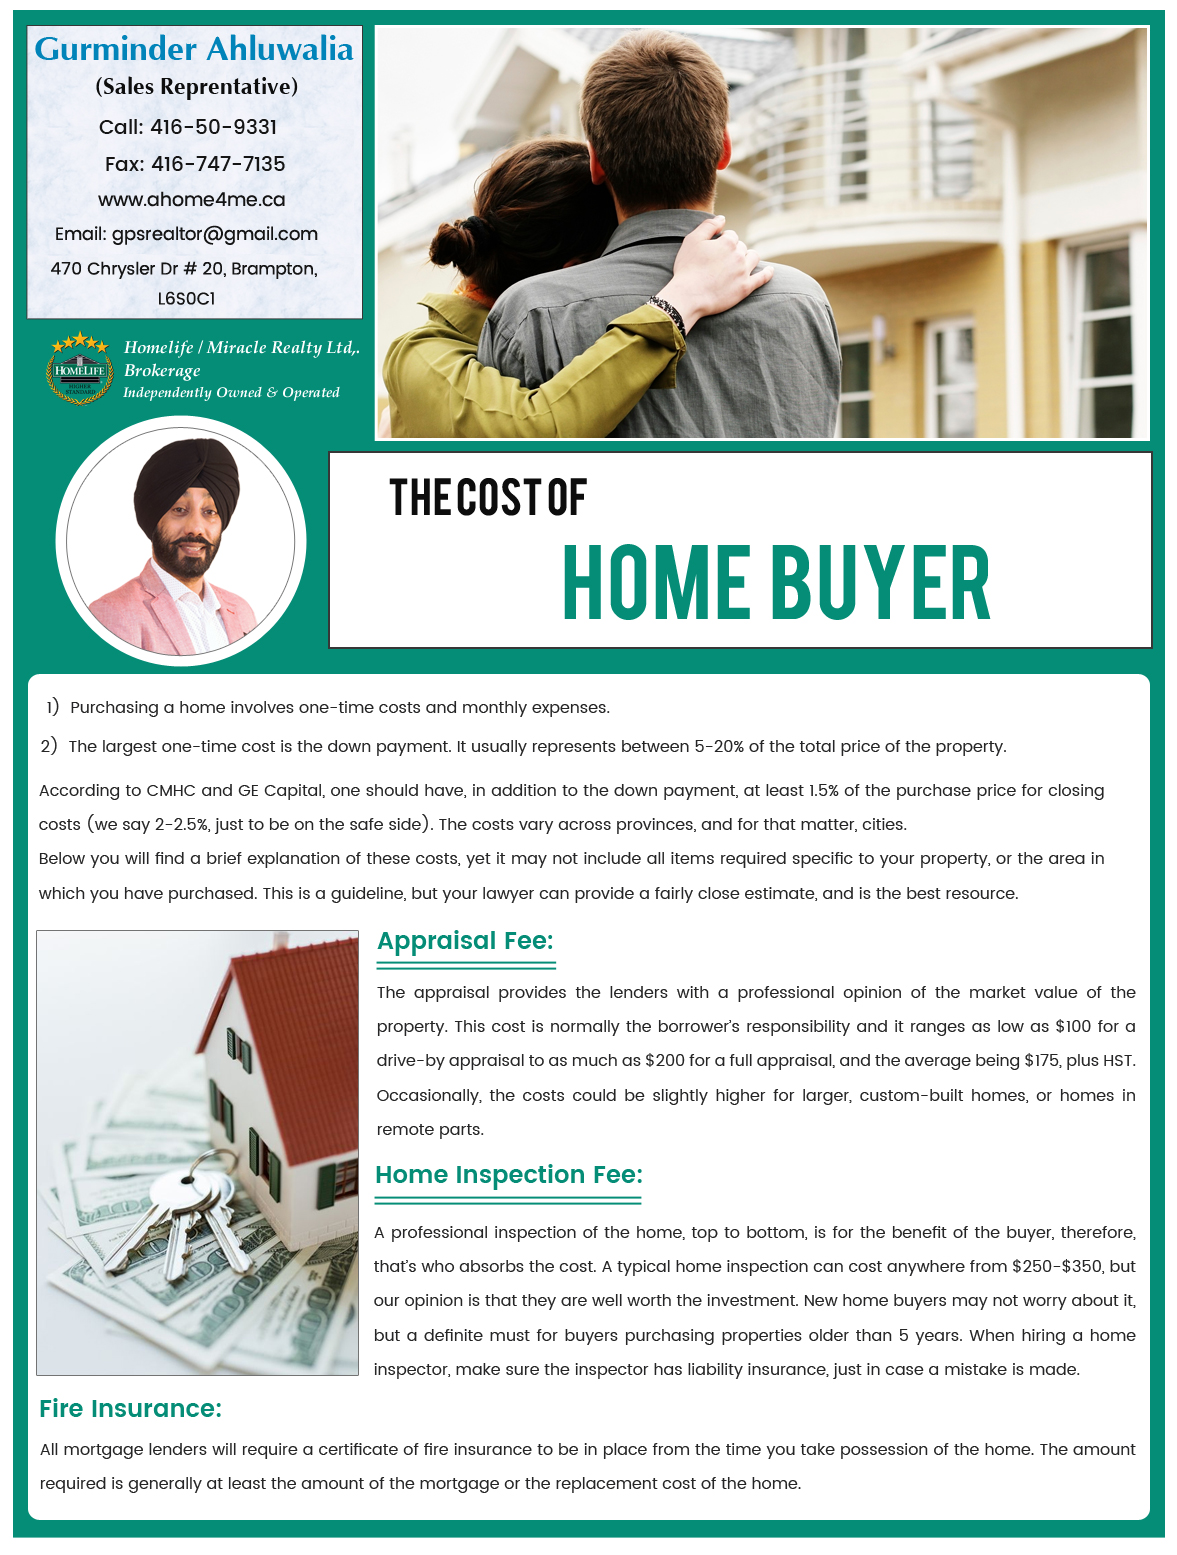 Gurminder Ahluwalia
(Sales Reprentative)
Call: 416-50-9331
Fax: 416-747-7135
www.ahome4me.ca
Email: gpsrealtor@gmail.com
470 Chrysler Dr # 20, Brampton,
L6S0C1
HOMELIFE
HIGHER
STANDARD
Homelife / Miracle Realty Ltd,.
Brokerage
Independently Owned & Operated
THE COST OF
HOME BUYER
1) Purchasing a home involves one-time costs and monthly expenses.
2) The largest one-time cost is the down payment. It usually represents between 5-20% of the total price of the property.
According to CMHC and GE Capital, one should have, in addition to the down payment, at least 1.5% of the purchase price for closing
costs (we say 2-2.5%, just to be on the safe side). The costs vary across provinces, and for that matter, cities.
Below you will find a brief explanation of these costs, yet it may not include all items required specific to your property, or the area in
which you have purchased. This is a guideline, but your lawyer can provide a fairly close estimate, and is the best resource.
Appraisal Fee:
The appraisal provides the lenders with a professional opinion of the market value of the
property. This cost is normally the borrower's responsibility and it ranges as low as $100 for a
drive-by appraisal to as much as $200 for a full appraisal, and the average being $175, plus HST.
Occasionally, the costs could be slightly higher for larger, custom-built homes, or homes in
remote parts.
Home Inspection Fee:
A professional inspection of the home, top to bottom, is for the benefit of the buyer, therefore,
that's who absorbs the cost. A typical home inspection can cost anywhere from $250-$350, but
our opinion is that they are well worth the investment. New home buyers may not worry about it,
but a definite must for buyers purchasing properties older than 5 years. When hiring a home
inspector, make sure the inspector has liability insurance, just in case a mistake is made.
Fire Insurance:
All mortgage lenders will require a certificate of fire insurance to be in place from the time you take possession of the home. The amount
required is generally at least the amount of the mortgage or the replacement cost of the home.